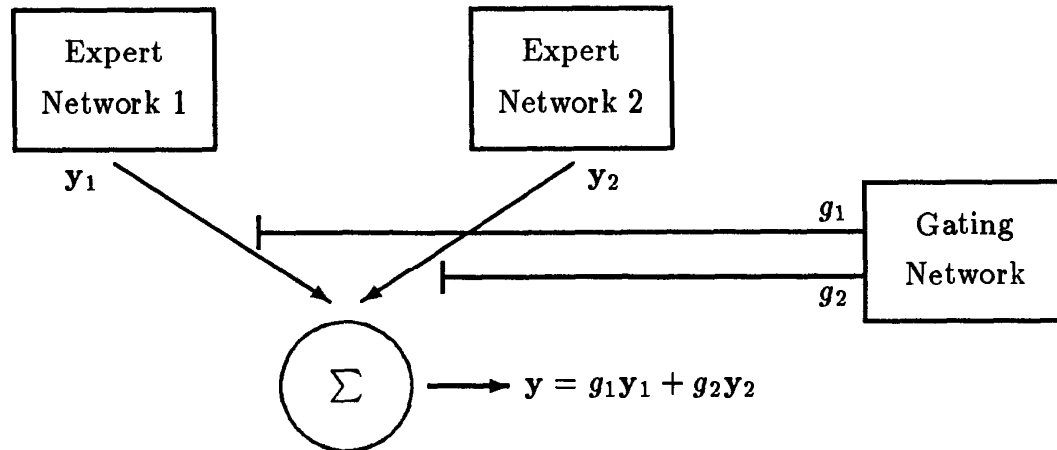 Expert
Network 1
Expert
Network 2
y₁
y₂
g₁
Gating
Network
g₂
Σ
y = g₁y₁ + g₂y₂